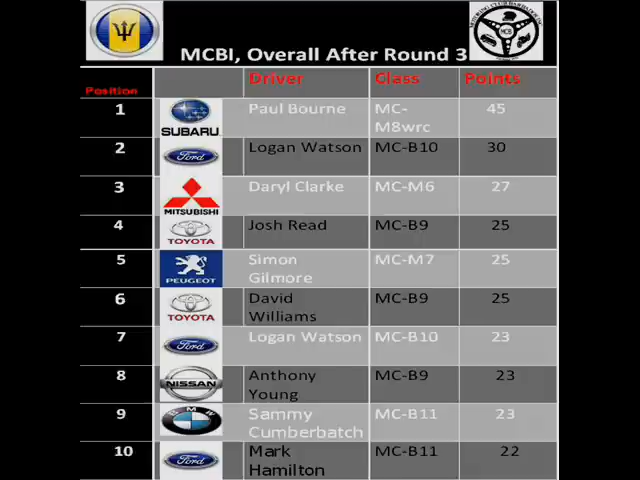 MCBI, Overall After Round 3
MCBI
Position Driver Class Points
1 SUBARU Paul Bourne MC-M8wrc 45
2 Ford Logan Watson MC-B10 30
3 MITSUBISHI Daryl Clarke MC-M6 27
4 TOYOTA Josh Read MC-B9 25
5 PEUGEOT Simon Gilmore MC-M7 25
6 TOYOTA David Williams MC-B9 25
7 Ford Logan Watson MC-B10 23
8 NISSAN Anthony Young MC-B9 23
9 BMW Sammy Cumberbatch MC-B11 23
10 Ford Mark Hamilton MC-B11 22